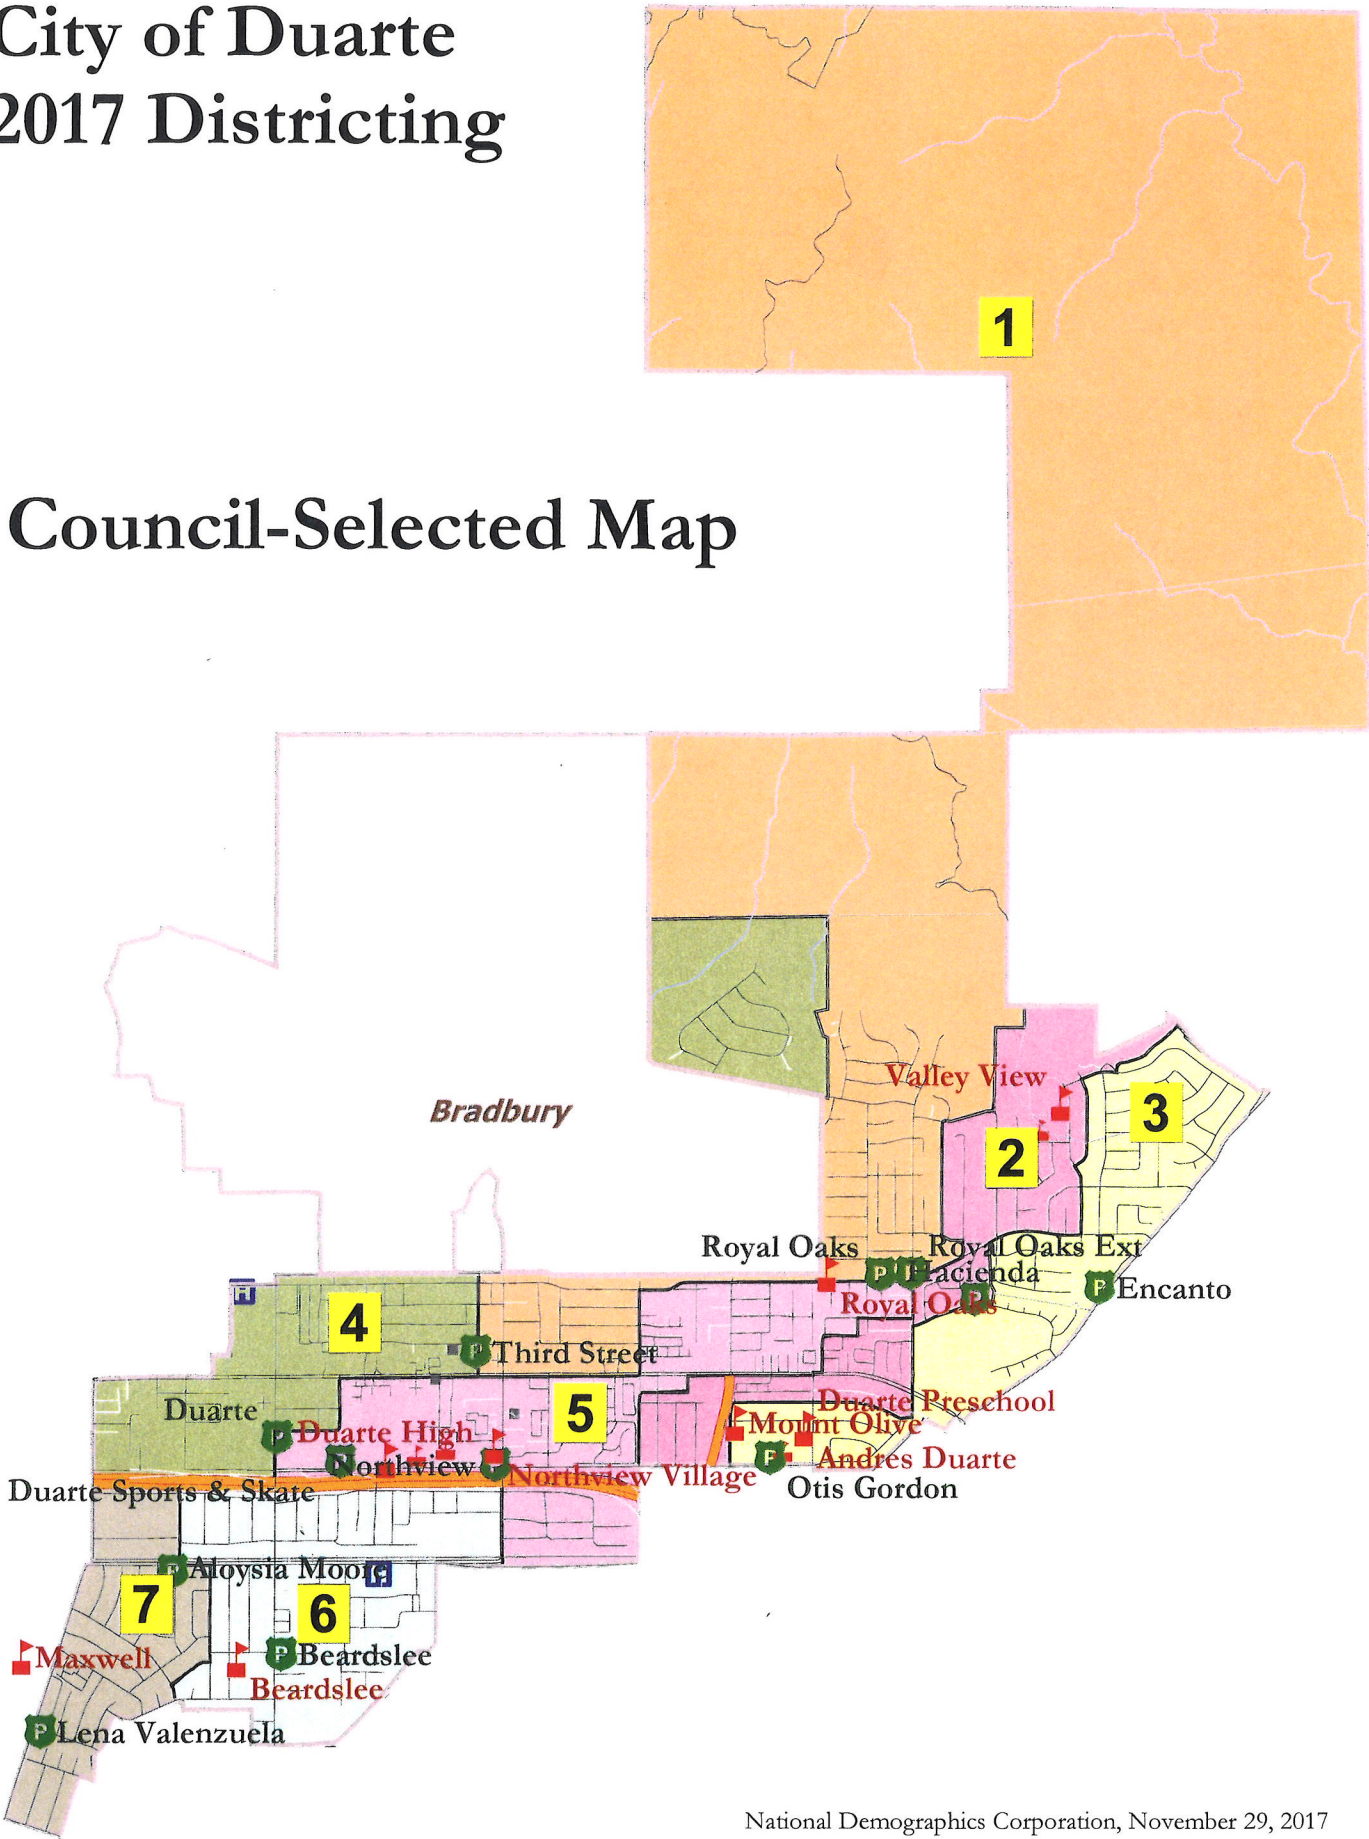 City of Duarte
2017 Districting
1
Council-Selected Map
Valley View
3
Bradbury
2
Royal Oaks
Royal Oaks Ext
Hacienda
Encanto
H
P
P
P
P
Royal Oaks
4
P
Third Street
Duarte
5
Duarte Preschool
P
Duarte High
Mount Olive
Northview
P
Andres Duarte
Northview Village
Duarte Sports & Skate
Otis Gordon
P
Aloysia Moore
H
7
6
P
Beardslee
Maxwell
Beardslee
P
Lena Valenzuela
National Demographics Corporation, November 29, 2017